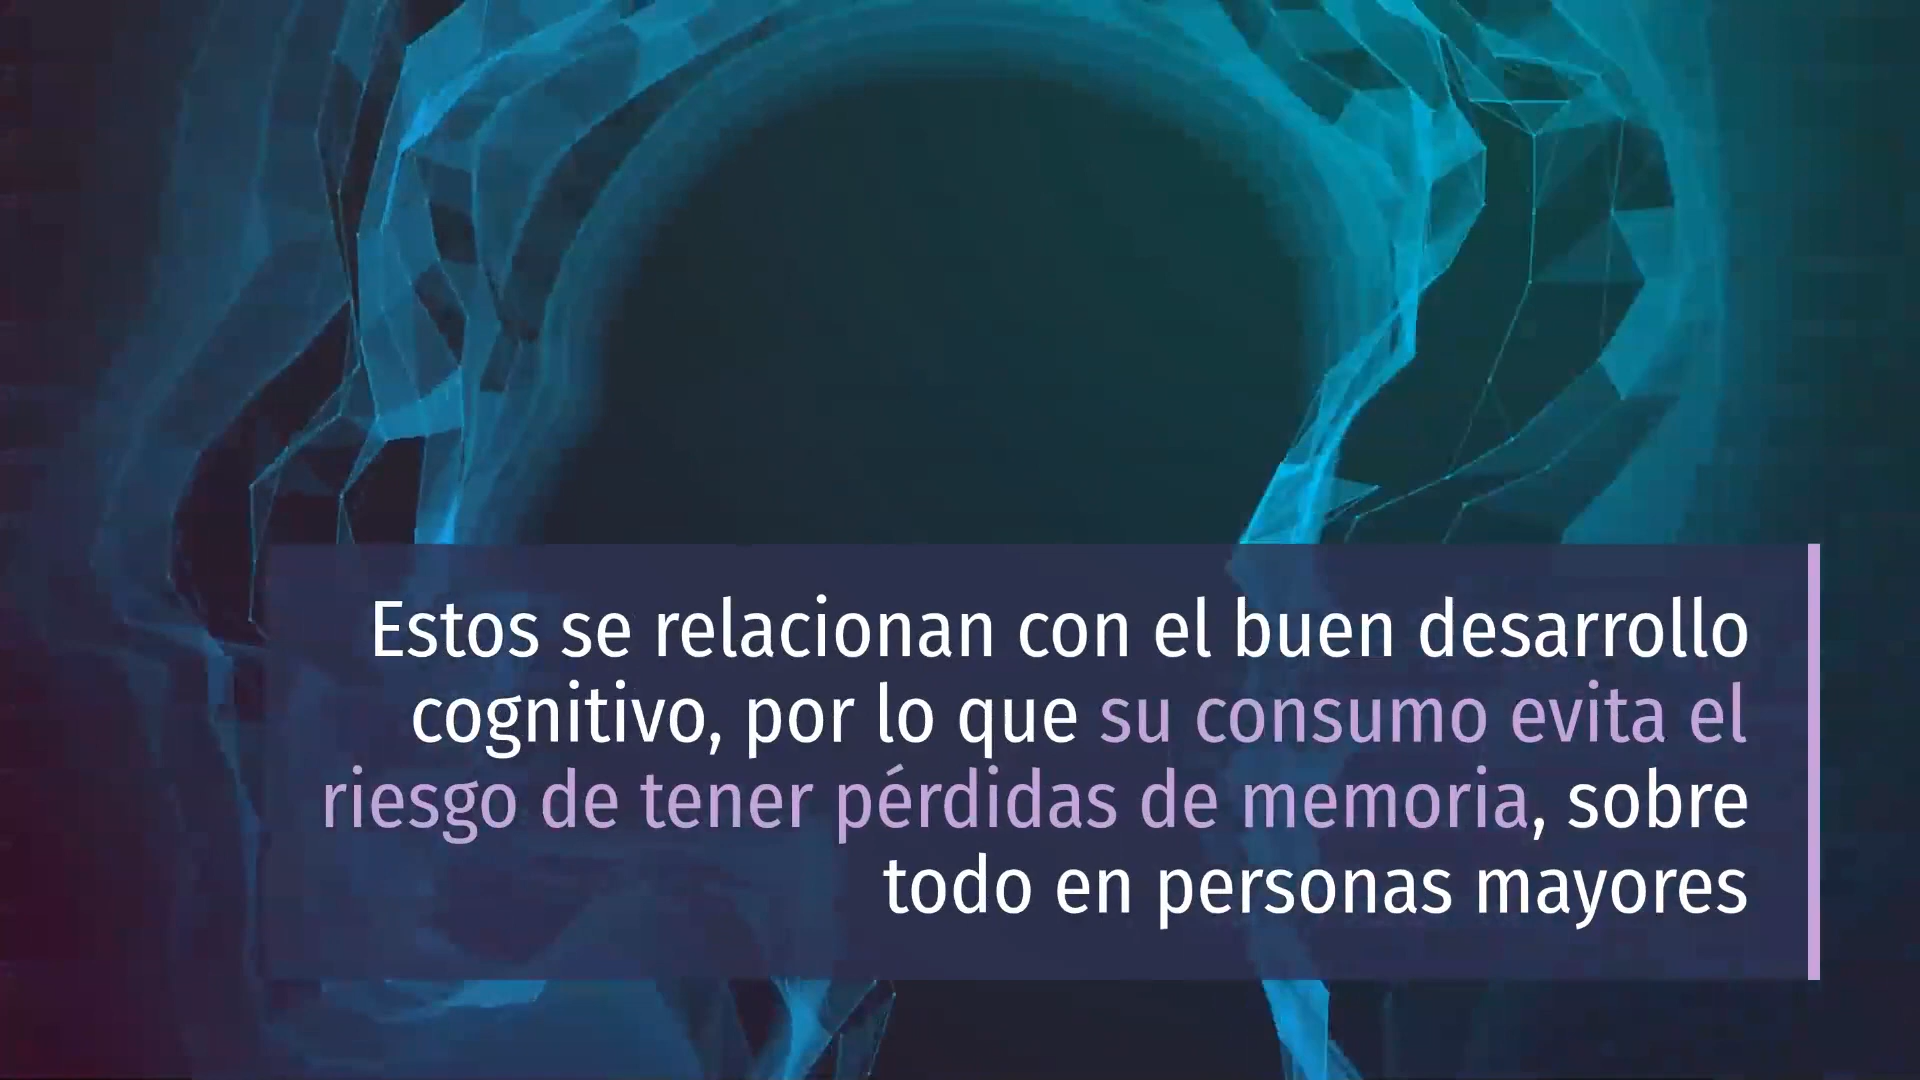 Estos se relacionan con el buen desarrollo
cognitivo, por lo que su consumo evita el
riesgo de tener pérdidas de memoria, sobre
todo en personas mayores